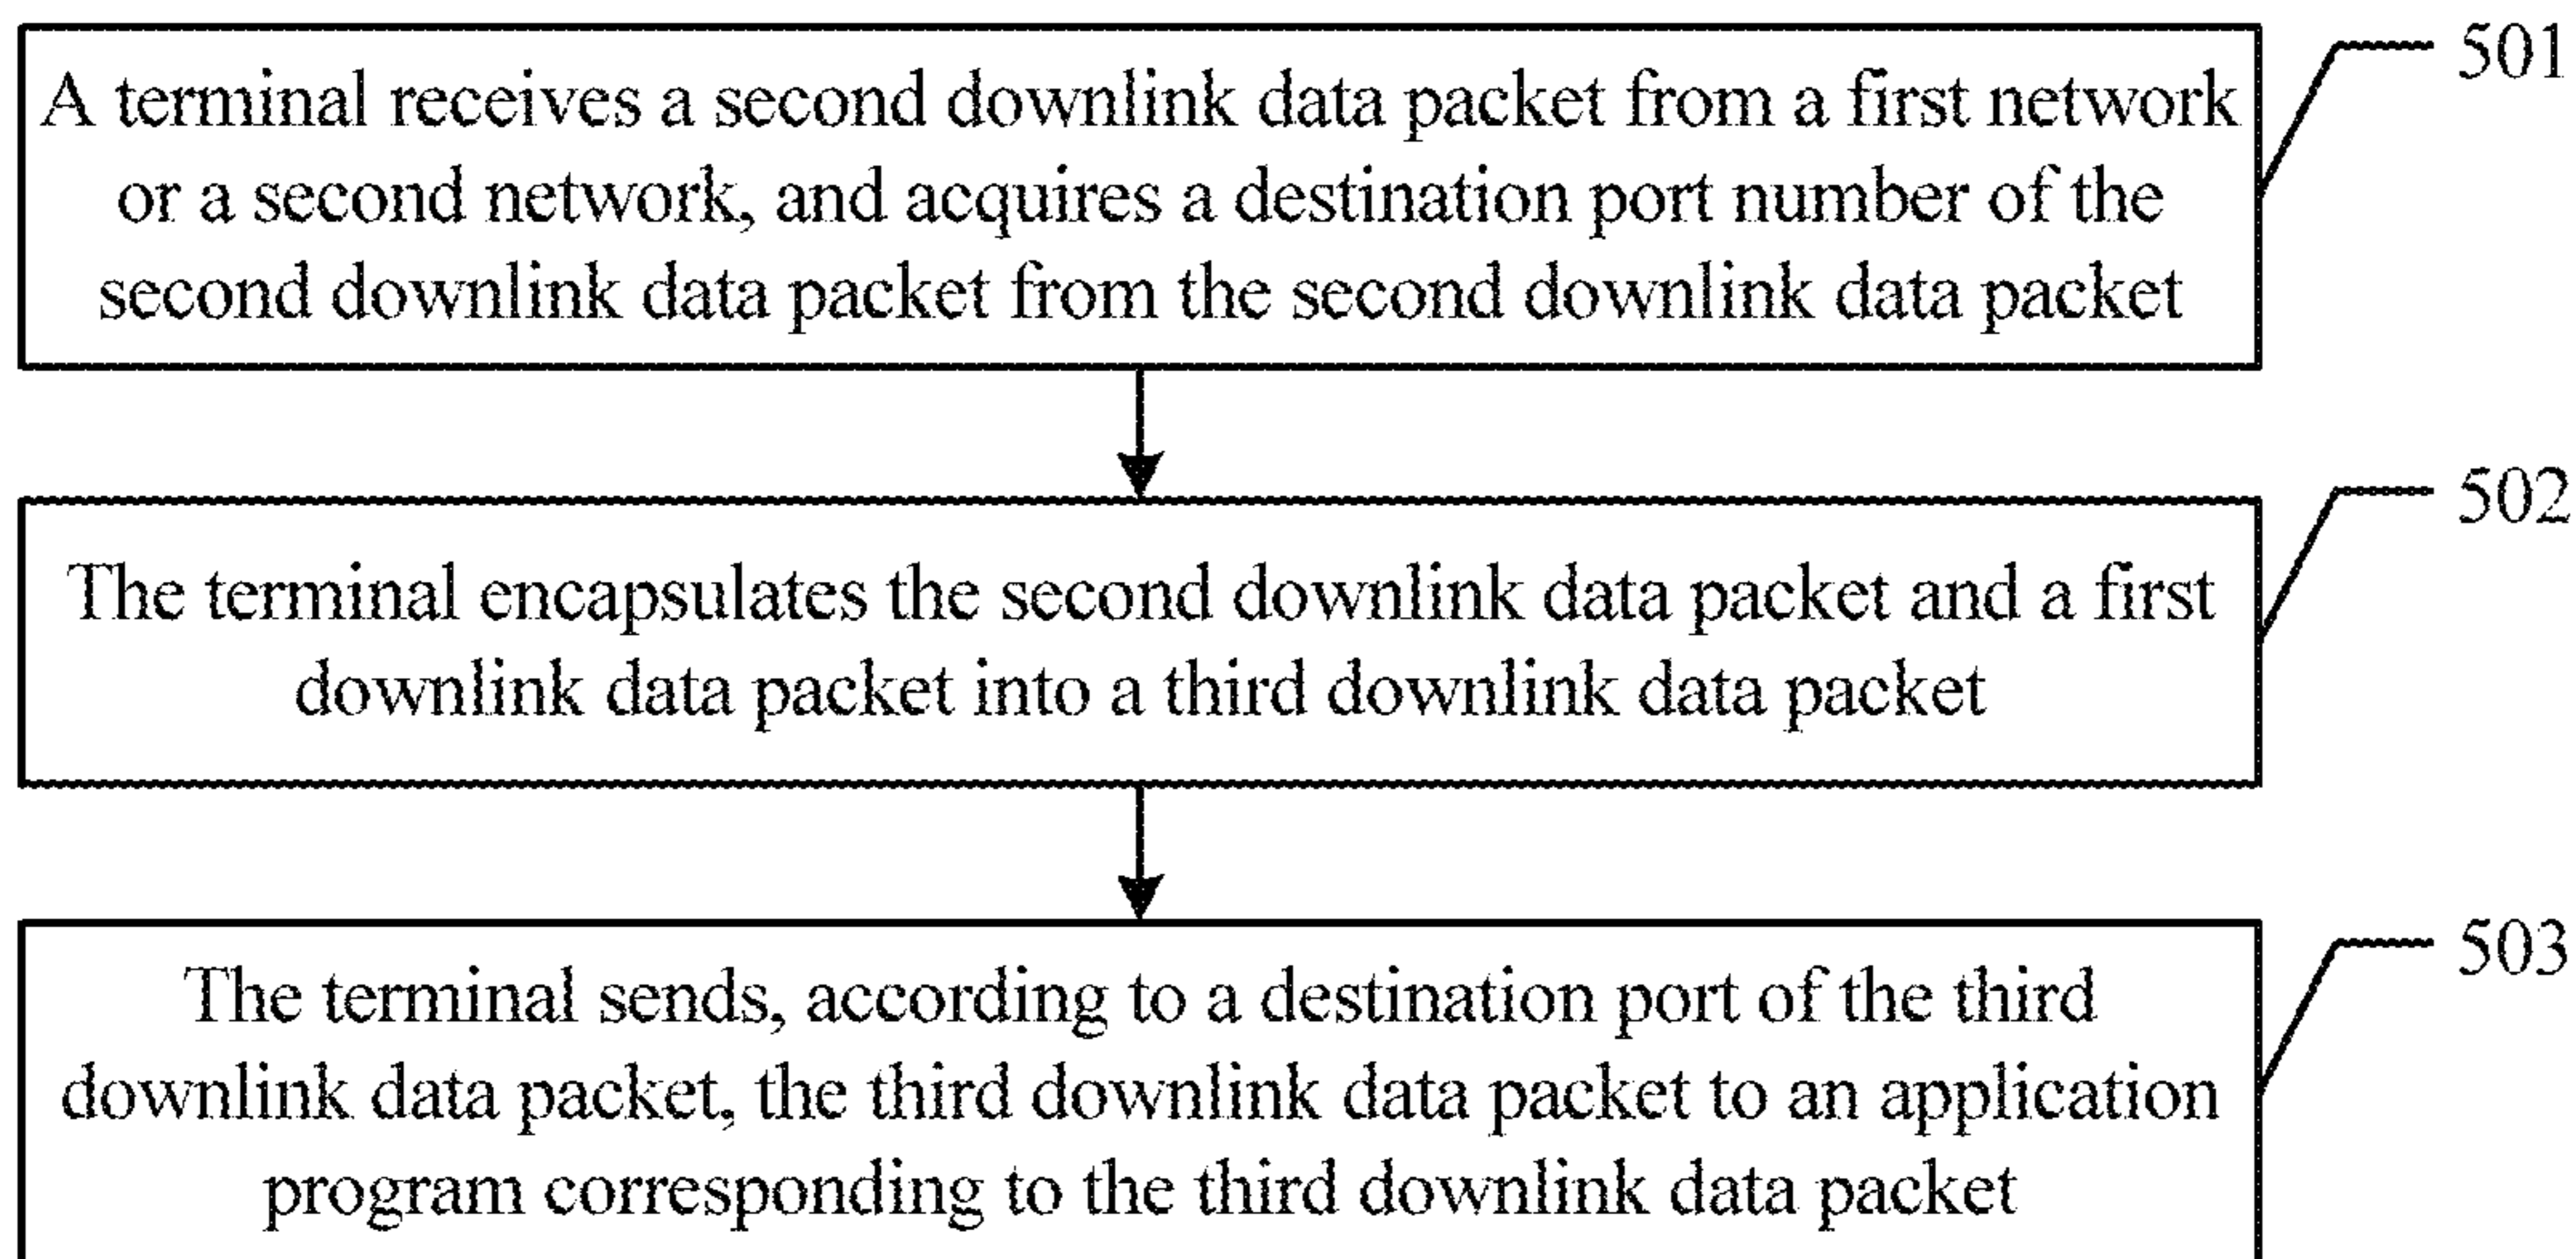 A terminal receives a second downlink data packet from a first network
or a second network, and acquires a destination port number of the
second downlink data packet from the second downlink data packet
501
The terminal encapsulates the second downlink data packet and a first
downlink data packet into a third downlink data packet
502
The terminal sends, according to a destination port of the third
downlink data packet, the third downlink data packet to an application
program corresponding to the third downlink data packet
503